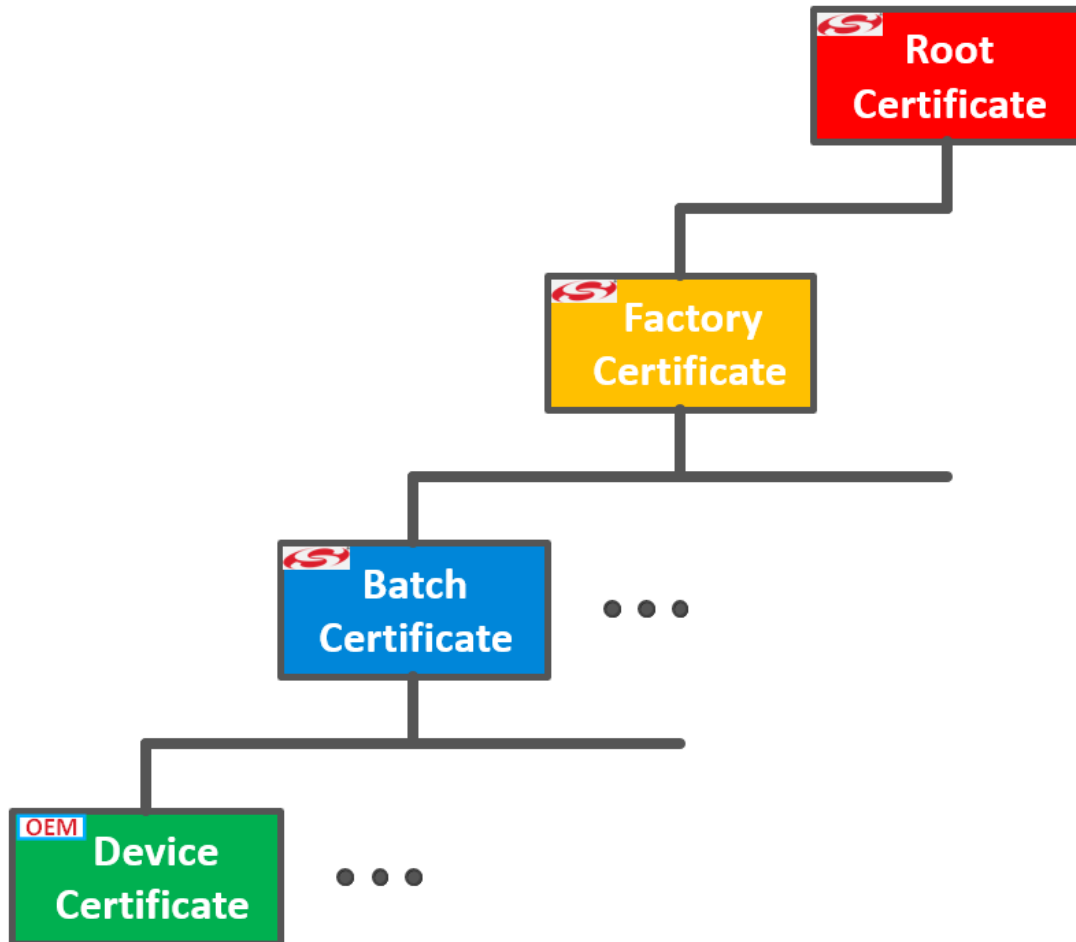 Root
Certificate
Factory
Certificate
Batch
Certificate
OEM
Device
Certificate